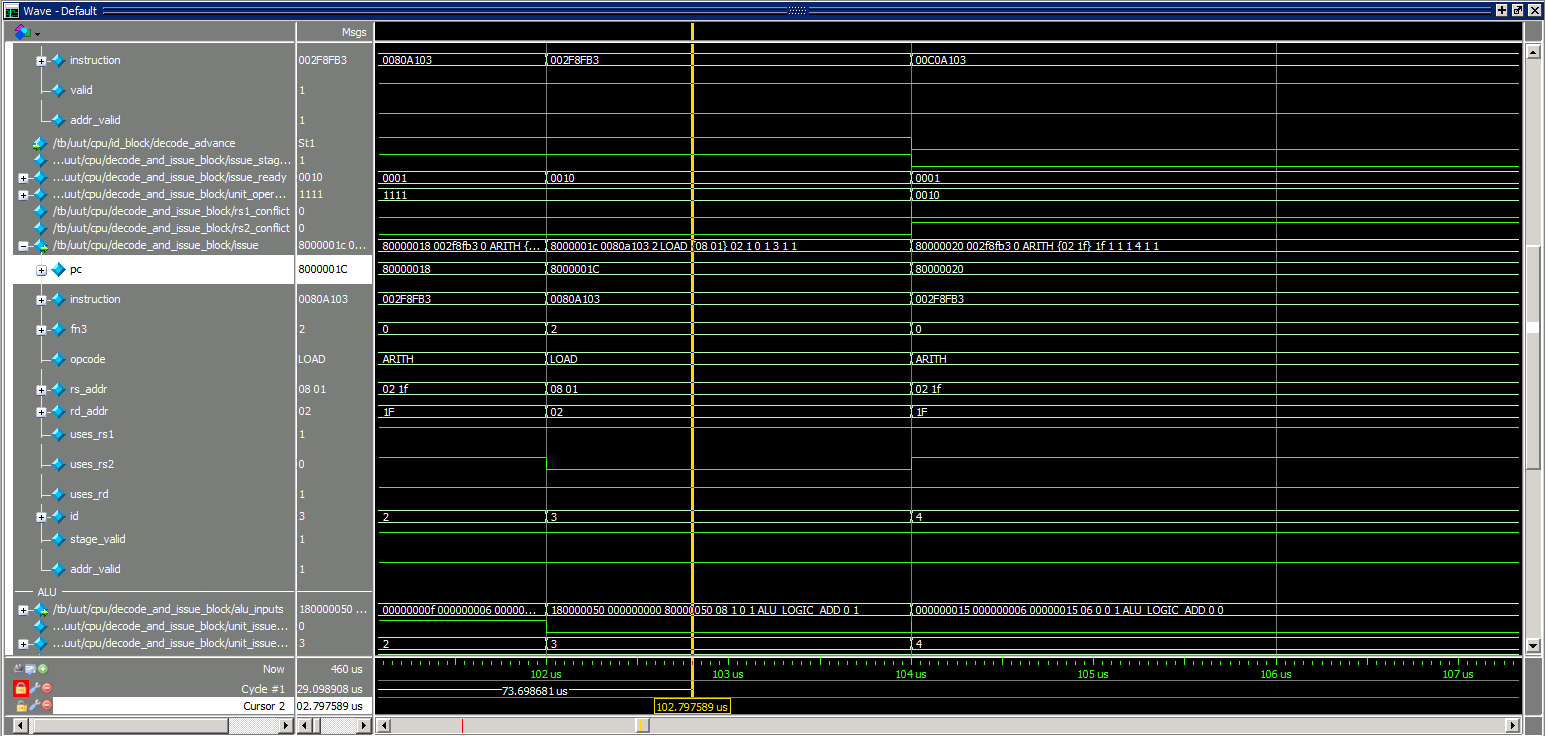 Wave - Default
Msgs
instruction 002F8FB3 0080A103 002F8FB3 00C0A103
valid 1
addr_valid 1
/tb/uut/cpu/id_block/decode_advance St1
...uut/cpu/decode_and_issue_block/issue_stag... 1
...uut/cpu/decode_and_issue_block/issue_ready 0010 0001 0010 0001
...uut/cpu/decode_and_issue_block/unit_oper... 1111 1111 0010
/tb/uut/cpu/decode_and_issue_block/rs1_conflict 0
/tb/uut/cpu/decode_and_issue_block/rs2_conflict 0
/tb/uut/cpu/decode_and_issue_block/issue 8000001c 0... 80000018 002f8fb3 0 ARITH {... 8000001c 0080a103 2 LOAD {08 01} 02 1 0 1 3 1 1 80000020 002f8fb3 0 ARITH {02 1f} 1f 1 1 1 4 1 1
pc 8000001C 80000018 8000001C 80000020
instruction 0080A103 002F8FB3 0080A103 002F8FB3
fn3 2 0 2 0
opcode LOAD ARITH LOAD ARITH
rs_addr 08 01 02 1f 08 01 02 1f
rd_addr 02 1F 02 1F
uses_rs1 1
uses_rs2 0
uses_rd 1
id 3 2 3 4
stage_valid 1
addr_valid 1
ALU
/tb/uut/cpu/decode_and_issue_block/alu_inputs 180000050 ... 00000000f 000000006 00000... 180000050 000000000 80000050 08 1 0 1 ALU_LOGIC_ADD 0 1 000000015 000000006 00000015 06 0 0 1 ALU_LOGIC_ADD 0 0
...uut/cpu/decode_and_issue_block/unit_issue... 0
...uut/cpu/decode_and_issue_block/unit_issue... 3 2 3 4
Now 460 us 102 us 103 us 104 us 105 us 106 us 107 us
Cycle #1 29.098908 us 73.698681 us
Cursor 2 02.797589 us 102.797589 us